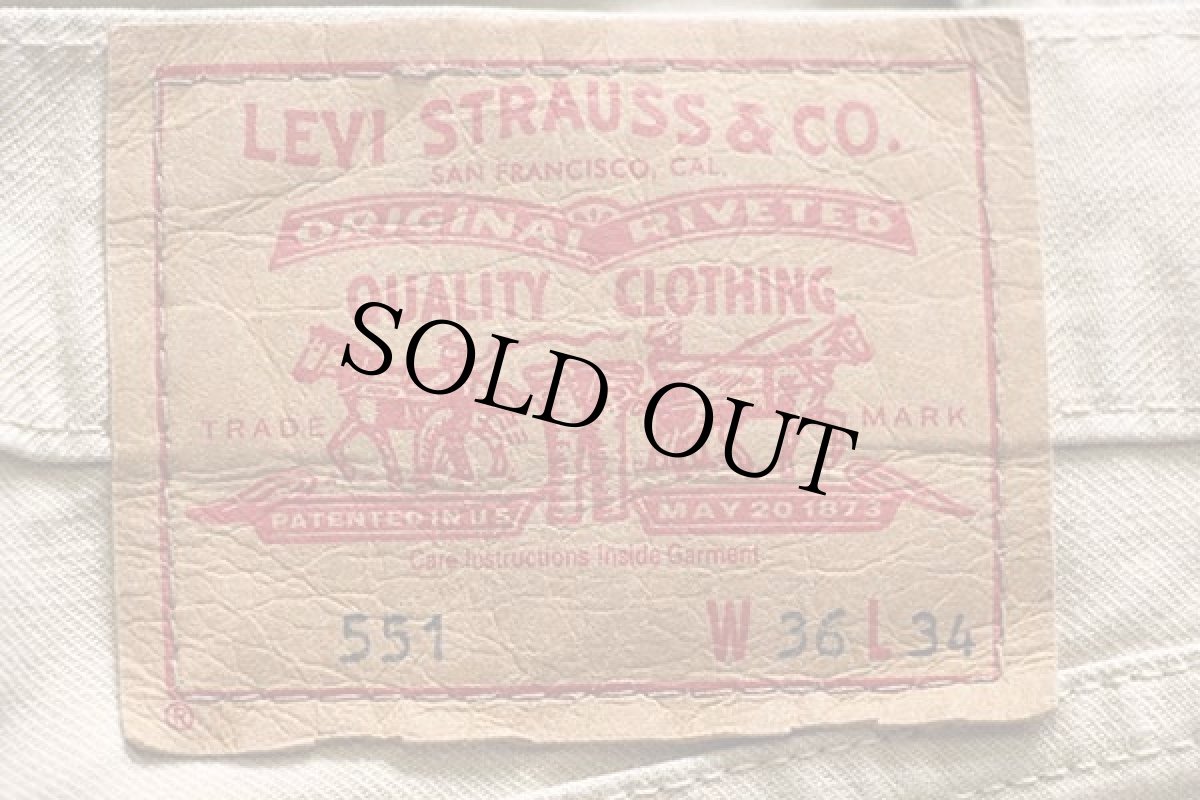 LEVI STRAUSS & CO.
SAN FRANCISCO, CAL.
ORIGINAL RIVETED
QUALITY CLOTHING
SOLD OUT
TRADE MARK
PATENTED IN U.S. MAY 20 1873
Care Instructions Inside Garment
551 W 36 L 34
®